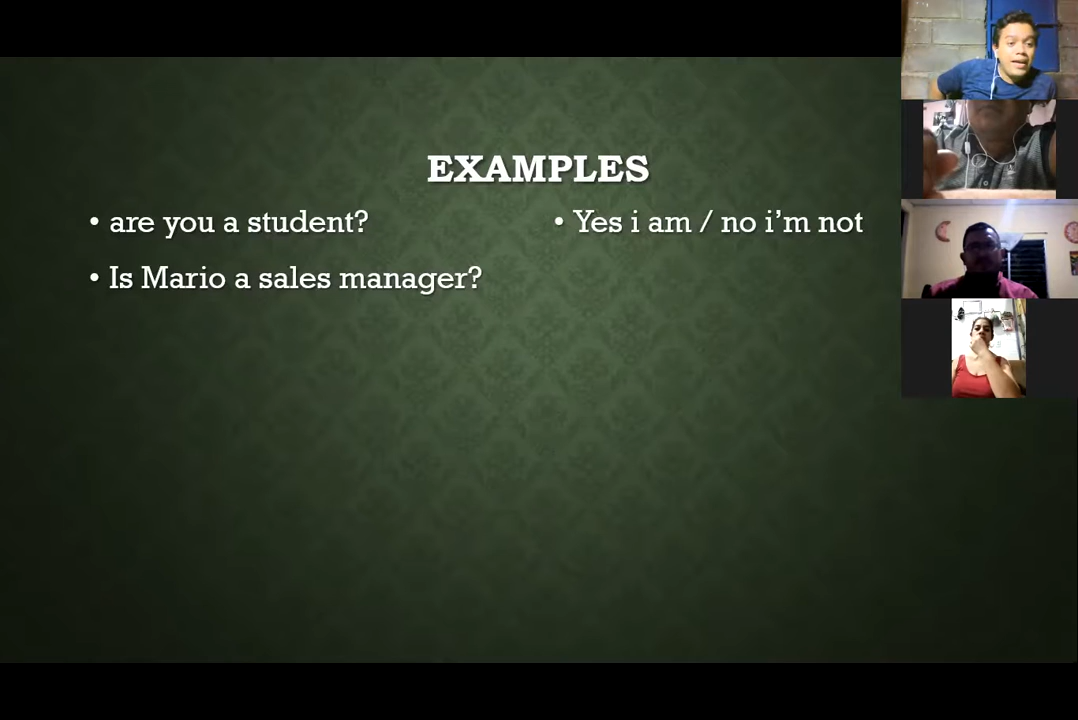 EXAMPLES
• are you a student?
• Yes i am / no i'm not
• Is Mario a sales manager?